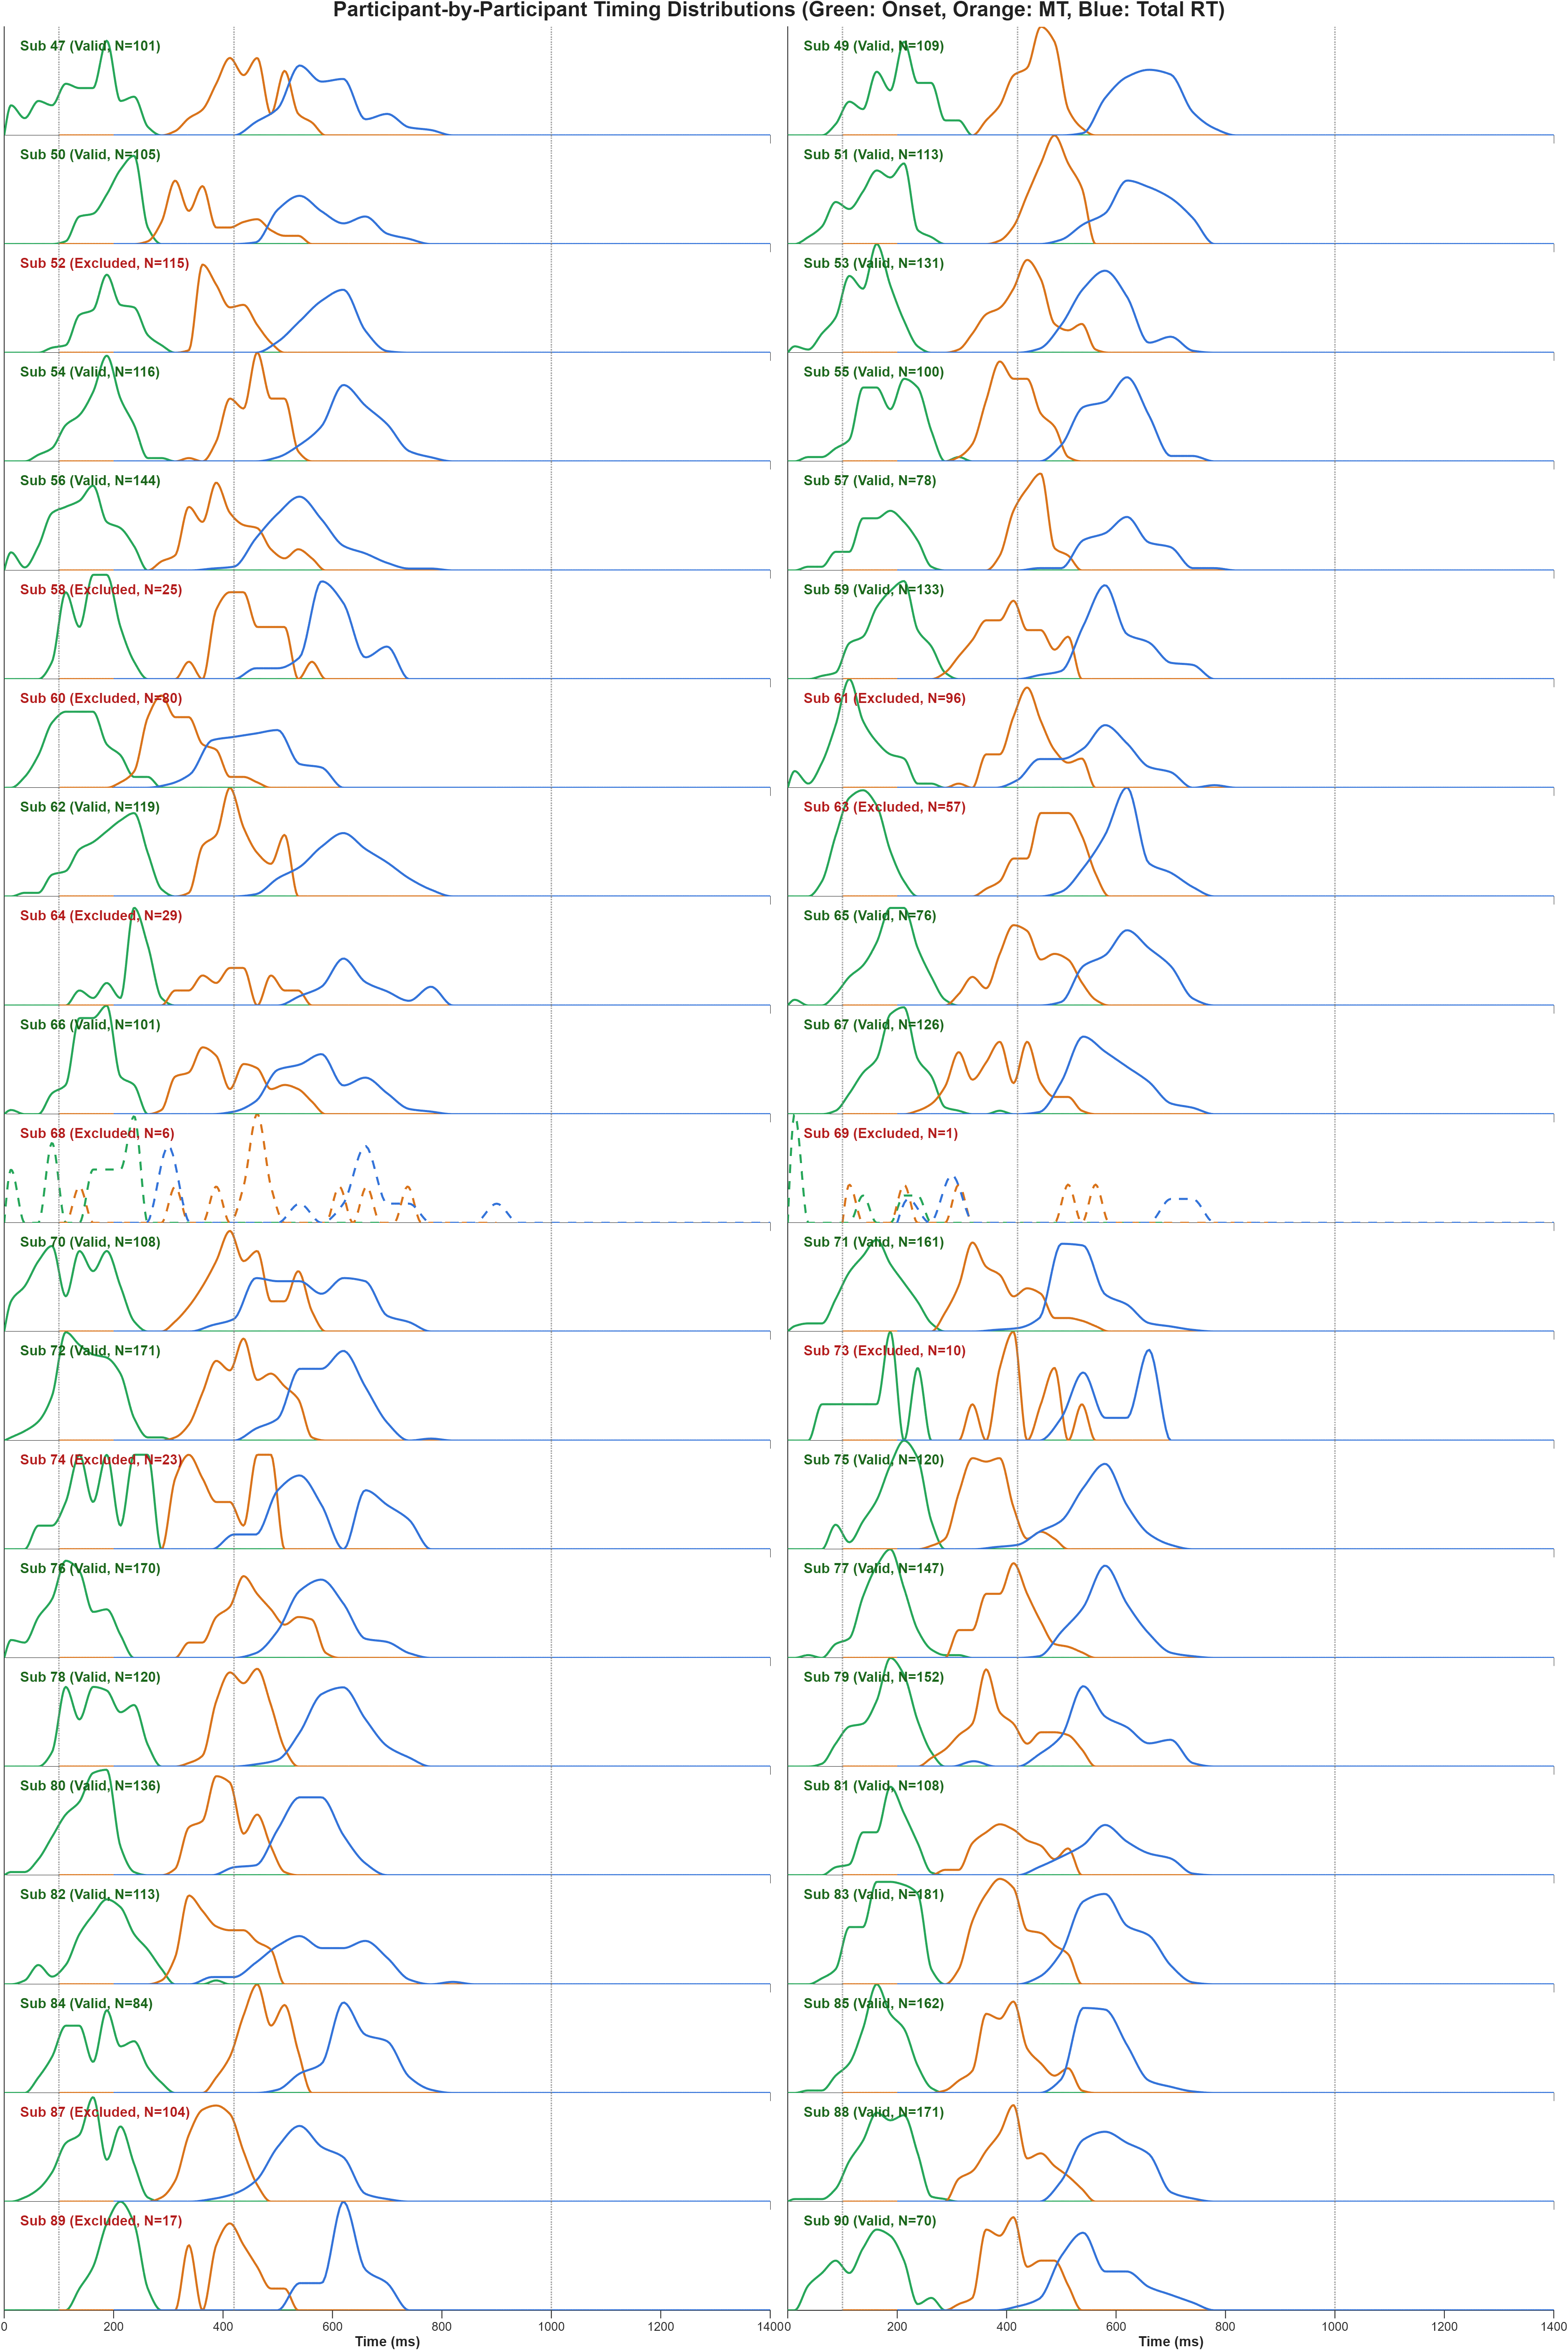 Participant-by-Participant Timing Distributions (Green: Onset, Orange: MT, Blue: Total RT)
Sub 47 (Valid, N=101)
Sub 49 (Valid, N=109)
Sub 50 (Valid, N=105)
Sub 51 (Valid, N=113)
Sub 52 (Excluded, N=115)
Sub 53 (Valid, N=131)
Sub 54 (Valid, N=116)
Sub 55 (Valid, N=100)
Sub 56 (Valid, N=144)
Sub 57 (Valid, N=78)
Sub 58 (Excluded, N=25)
Sub 59 (Valid, N=133)
Sub 60 (Excluded, N=80)
Sub 61 (Excluded, N=96)
Sub 62 (Valid, N=119)
Sub 63 (Excluded, N=57)
Sub 64 (Excluded, N=29)
Sub 65 (Valid, N=76)
Sub 66 (Valid, N=101)
Sub 67 (Valid, N=126)
Sub 68 (Excluded, N=6)
Sub 69 (Excluded, N=1)
Sub 70 (Valid, N=108)
Sub 71 (Valid, N=161)
Sub 72 (Valid, N=171)
Sub 73 (Excluded, N=10)
Sub 74 (Excluded, N=23)
Sub 75 (Valid, N=120)
Sub 76 (Valid, N=170)
Sub 77 (Valid, N=147)
Sub 78 (Valid, N=120)
Sub 79 (Valid, N=152)
Sub 80 (Valid, N=136)
Sub 81 (Valid, N=108)
Sub 82 (Valid, N=113)
Sub 83 (Valid, N=181)
Sub 84 (Valid, N=84)
Sub 85 (Valid, N=162)
Sub 87 (Excluded, N=104)
Sub 88 (Valid, N=171)
Sub 89 (Excluded, N=17)
Sub 90 (Valid, N=70)
0 200 400 600 800 1000 1200 1400
0 200 400 600 800 1000 1200 1400
Time (ms)
Time (ms)